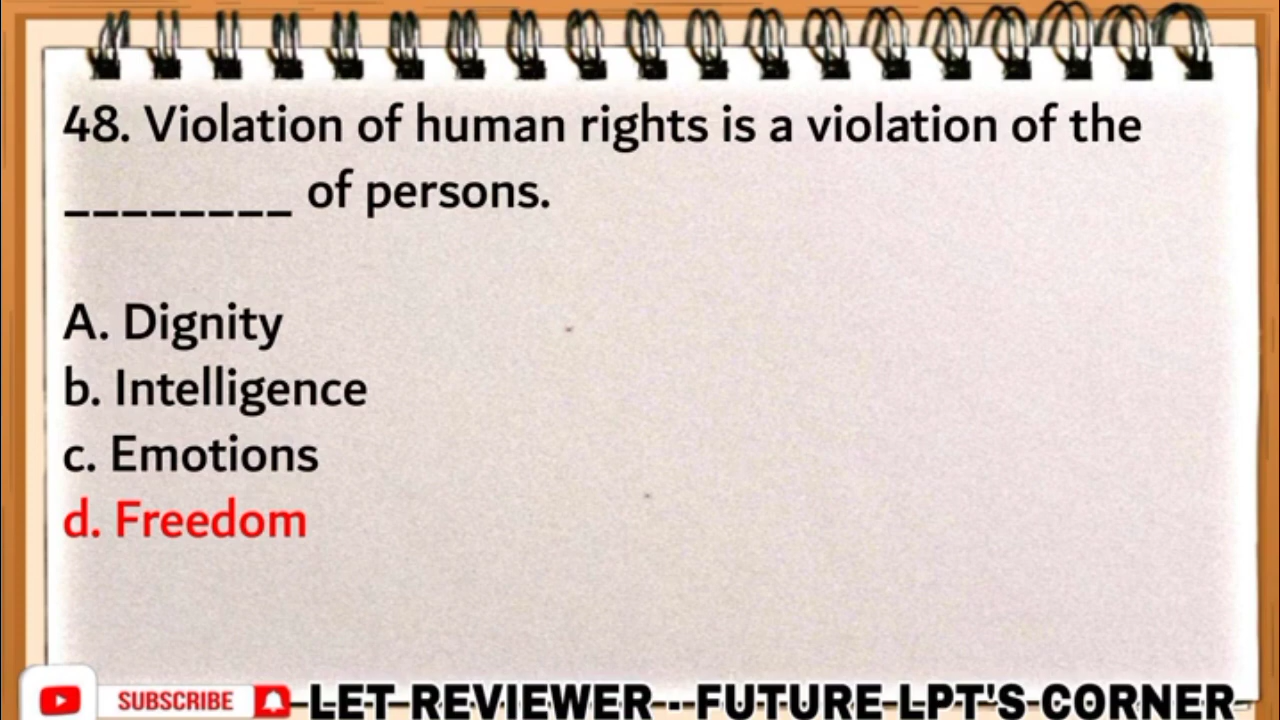 48. Violation of human rights is a violation of the
________ of persons.
A. Dignity
b. Intelligence
c. Emotions
d. Freedom
SUBSCRIBE
LET REVIEWER - FUTURE LPT'S CORNER